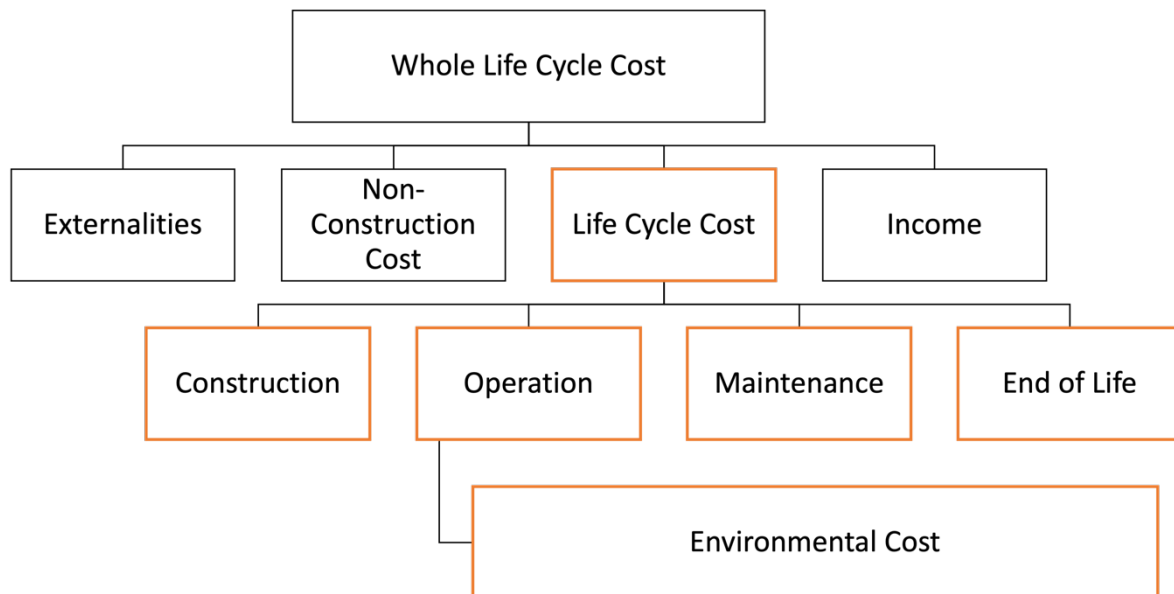 Whole Life Cycle Cost
Externalities
Non-
Construction
Cost
Life Cycle Cost
Income
Construction
Operation
Maintenance
End of Life
Environmental Cost